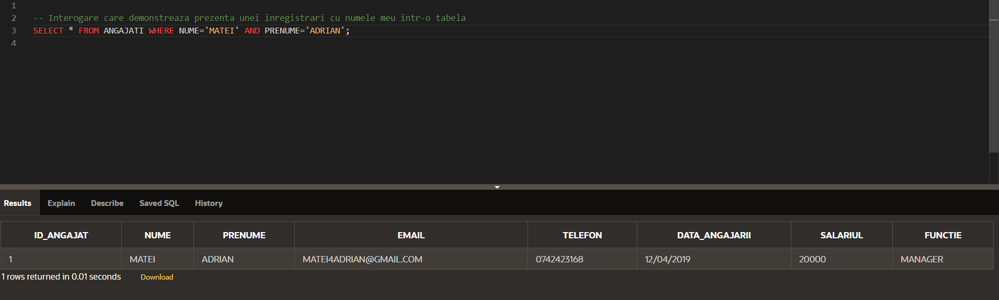 1
2 -- Interogare care demonstreaza prezenta unei inregistrari cu numele meu intr-o tabela
3 SELECT * FROM ANGAJATI WHERE NUME='MATEI' AND PRENUME='ADRIAN';
4
Results Explain Describe Saved SQL History
ID_ANGAJAT NUME PRENUME EMAIL TELEFON DATA_ANGAJARII SALARIUL FUNCTIE
1 MATEI ADRIAN MATEI4ADRIAN@GMAIL.COM 0742423168 12/04/2019 20000 MANAGER
1 rows returned in 0.01 seconds Download